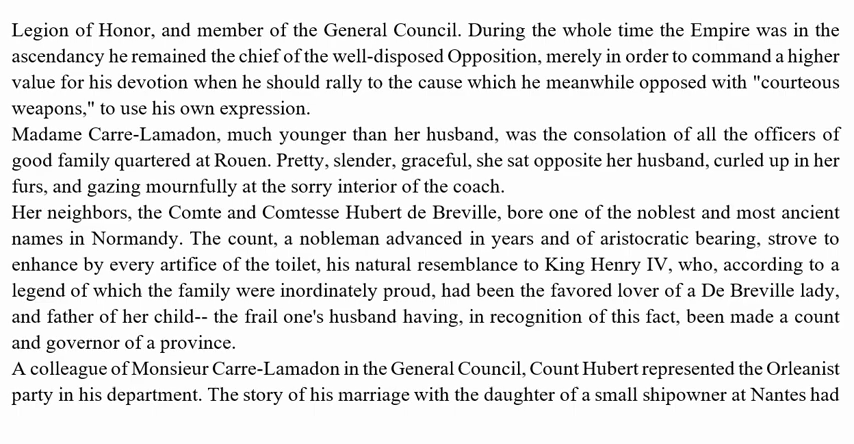 Legion of Honor, and member of the General Council. During the whole time the Empire was in the
ascendancy he remained the chief of the well-disposed Opposition, merely in order to command a higher
value for his devotion when he should rally to the cause which he meanwhile opposed with "courteous
weapons," to use his own expression.
Madame Carre-Lamadon, much younger than her husband, was the consolation of all the officers of
good family quartered at Rouen. Pretty, slender, graceful, she sat opposite her husband, curled up in her
furs, and gazing mournfully at the sorry interior of the coach.
Her neighbors, the Comte and Comtesse Hubert de Breville, bore one of the noblest and most ancient
names in Normandy. The count, a nobleman advanced in years and of aristocratic bearing, strove to
enhance by every artifice of the toilet, his natural resemblance to King Henry IV, who, according to a
legend of which the family were inordinately proud, had been the favored lover of a De Breville lady,
and father of her child-- the frail one's husband having, in recognition of this fact, been made a count
and governor of a province.
A colleague of Monsieur Carre-Lamadon in the General Council, Count Hubert represented the Orleanist
party in his department. The story of his marriage with the daughter of a small shipowner at Nantes had